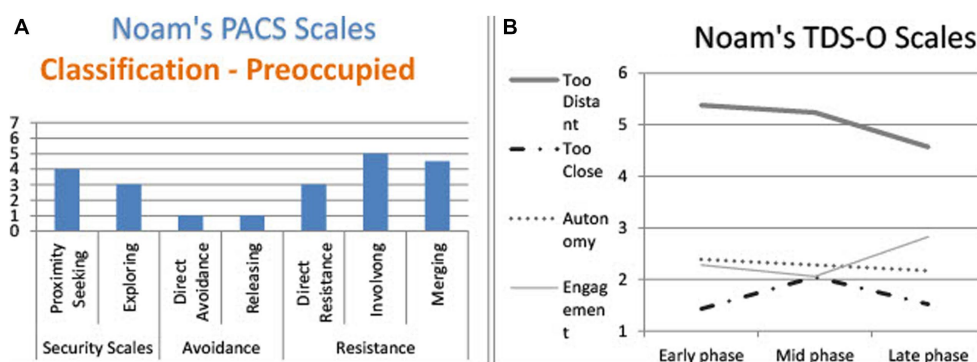 A
Noam's PACS Scales
Classification - Preoccupied
7
6
5
4
3
2
1
0
Proximity
Seeking
Exploring
Direct
Avoidance
Releasing
Direct
Resistance
Involvong
Merging
Security Scales
Avoidance
Resistance
B
Noam's TDS-O Scales
Too
Dista
nt
Too
Close
Auton
omy
Engag
emen
t
6
5
4
3
2
1
Early phase
Mid phase
Late phase